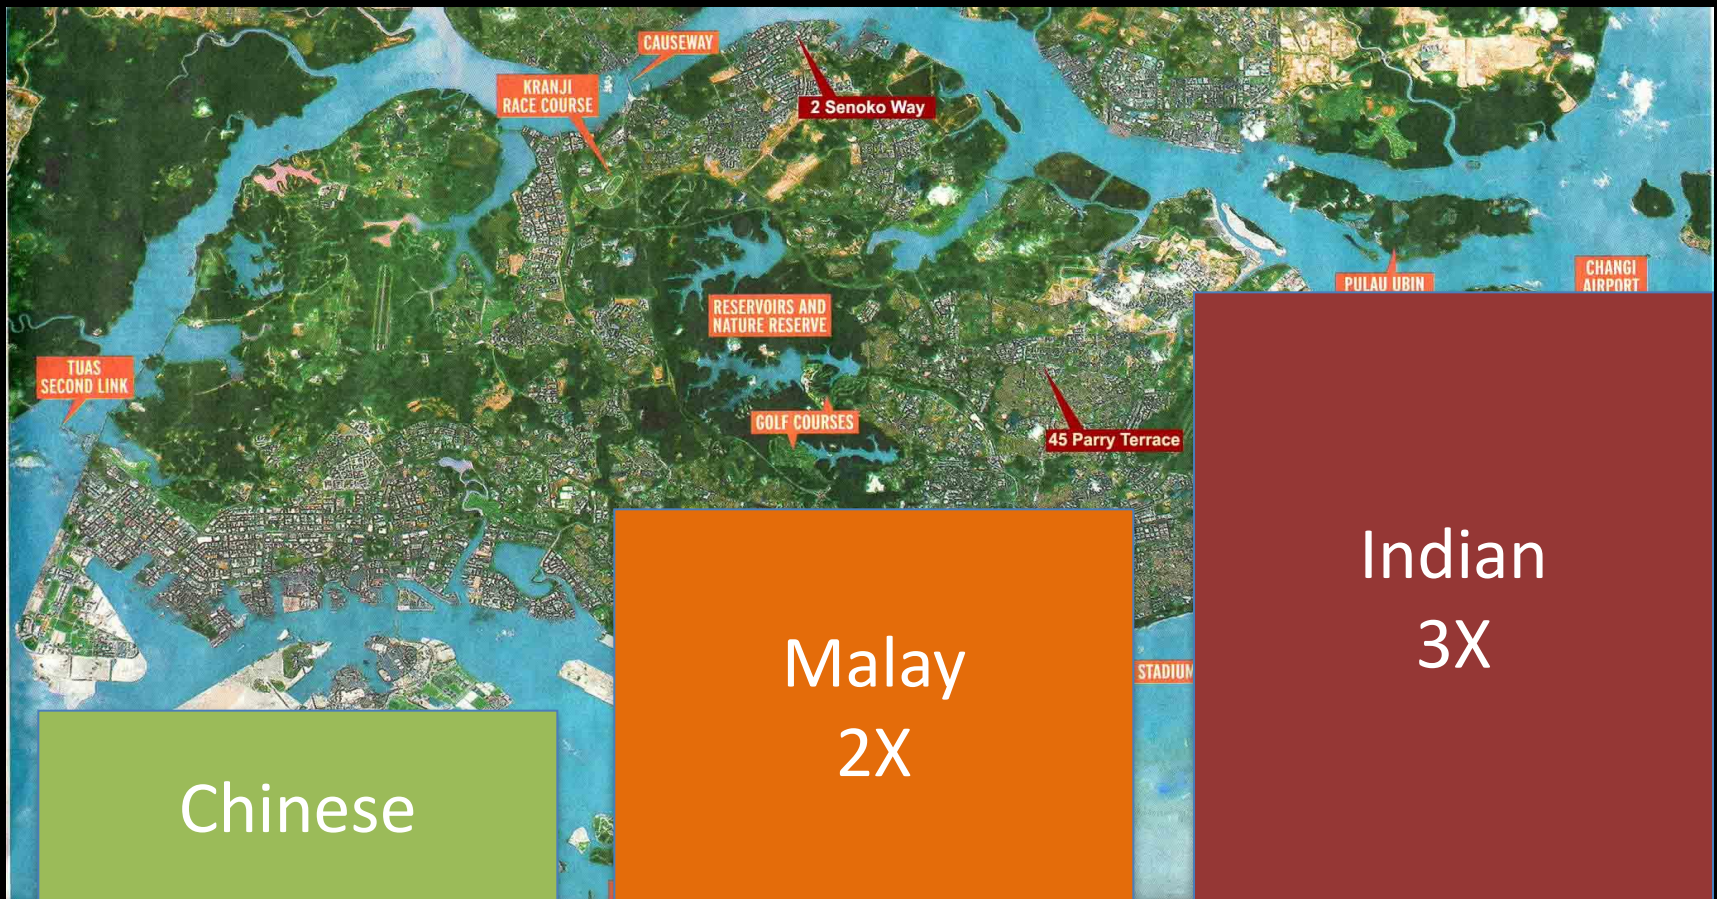 CAUSEWAY
KRANJI
RACE COURSE
2 Senoko Way
PULAU UBIN
CHANGI
AIRPORT
RESERVOIRS AND
NATURE RESERVE
TUAS
SECOND LINK
GOLF COURSES
45 Parry Terrace
STADIUM
Indian
3X
Malay
2X
Chinese